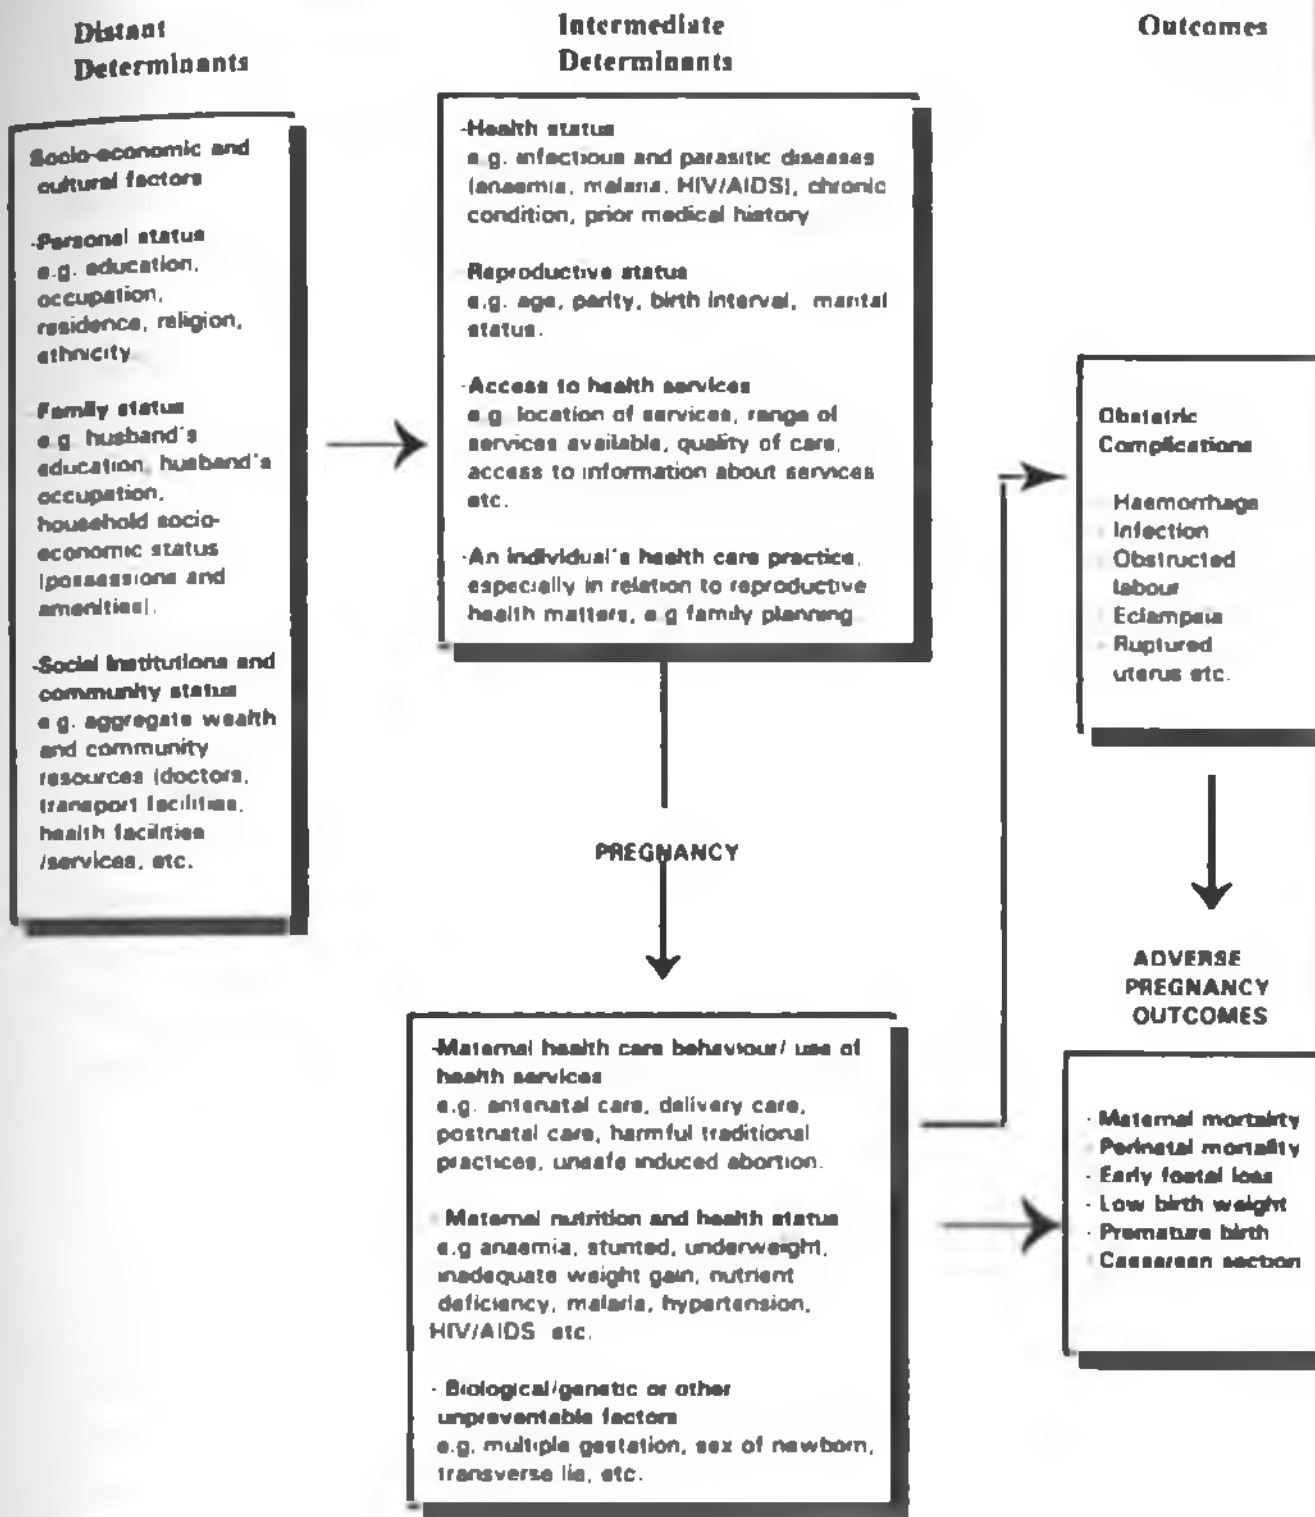 Distant
Determinants
Intermediate
Determinants
Outcomes
Socio-economic and
cultural factors
-Personal status
e.g. education,
occupation,
residence, religion,
ethnicity
-Family status
e.g. husband's
education, husband's
occupation,
household socio-
economic status
(possessions and
amenities).
-Social institutions and
community status
e.g. aggregate wealth
and community
resources (doctors,
transport facilities,
health facilities
/services, etc.
-Health status
e.g. infectious and parasitic diseases
(anaemia, malaria, HIV/AIDS), chronic
condition, prior medical history
-Reproductive status
e.g. age, parity, birth interval, marital
status.
-Access to health services
e.g. location of services, range of
services available, quality of care,
access to information about services
etc.
-An individual's health care practice,
especially in relation to reproductive
health matters, e.g family planning
PREGNANCY
-Maternal health care behaviour/ use of
health services
e.g. antenatal care, delivery care,
postnatal care, harmful traditional
practices, unsafe induced abortion.
- Maternal nutrition and health status
e.g anaemia, stunted, underweight,
inadequate weight gain, nutrient
deficiency, malaria, hypertension,
HIV/AIDS etc.
- Biological/genetic or other
unpreventable factors
e.g. multiple gestation, sex of newborn,
transverse lie, etc.
Obstetric
Complications
Haemorrhage
- Infection
- Obstructed
labour
- Eclampsia
- Ruptured
uterus etc.
ADVERSE
PREGNANCY
OUTCOMES
- Maternal mortality
- Perinatal mortality
- Early foetal loss
- Low birth weight
- Premature birth
- Caesarean section